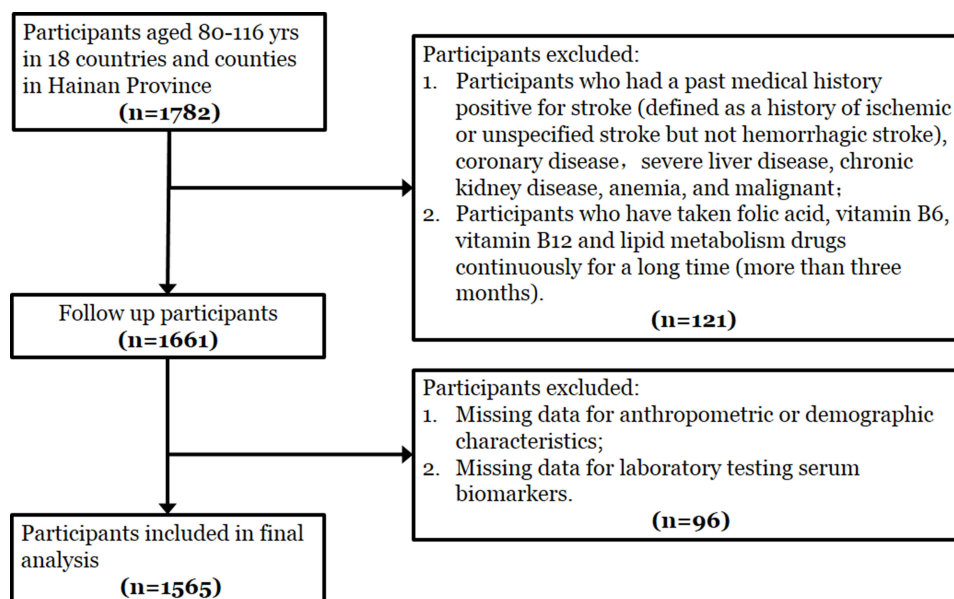 Participants aged 80-116 yrs
in 18 countries and counties
in Hainan Province
(n=1782)
Participants excluded:
1. Participants who had a past medical history
positive for stroke (defined as a history of ischemic
or unspecified stroke but not hemorrhagic stroke),
coronary disease，severe liver disease, chronic
kidney disease, anemia, and malignant；
2. Participants who have taken folic acid, vitamin B6,
vitamin B12 and lipid metabolism drugs
continuously for a long time (more than three
months).
(n=121)
Follow up participants
(n=1661)
Participants excluded:
1. Missing data for anthropometric or demographic
characteristics;
2. Missing data for laboratory testing serum
biomarkers.
(n=96)
Participants included in final
analysis
(n=1565)